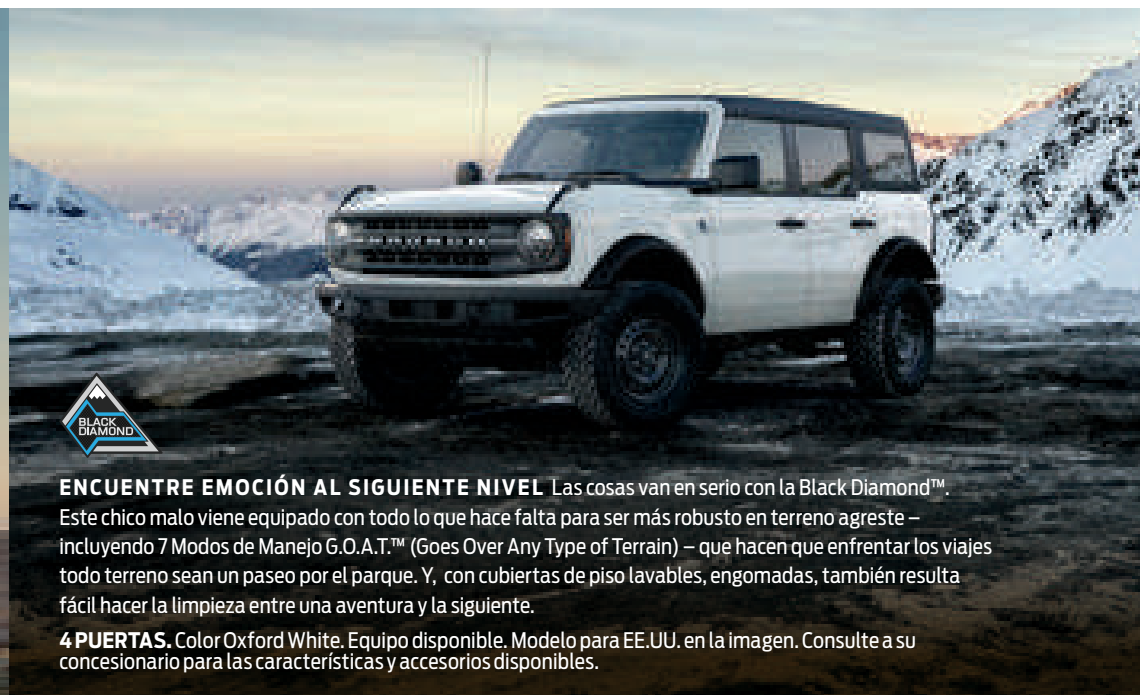 BRONCO
BLACK
DIAMOND
ENCUENTRE EMOCIÓN AL SIGUIENTE NIVEL Las cosas van en serio con la Black Diamond™.
Este chico malo viene equipado con todo lo que hace falta para ser más robusto en terreno agreste –
incluyendo 7 Modos de Manejo G.O.A.T.™ (Goes Over Any Type of Terrain) – que hacen que enfrentar los viajes
todo terreno sean un paseo por el parque. Y, con cubiertas de piso lavables, engomadas, también resulta
fácil hacer la limpieza entre una aventura y la siguiente.
4 PUERTAS. Color Oxford White. Equipo disponible. Modelo para EE.UU. en la imagen. Consulte a su
concesionario para las características y accesorios disponibles.